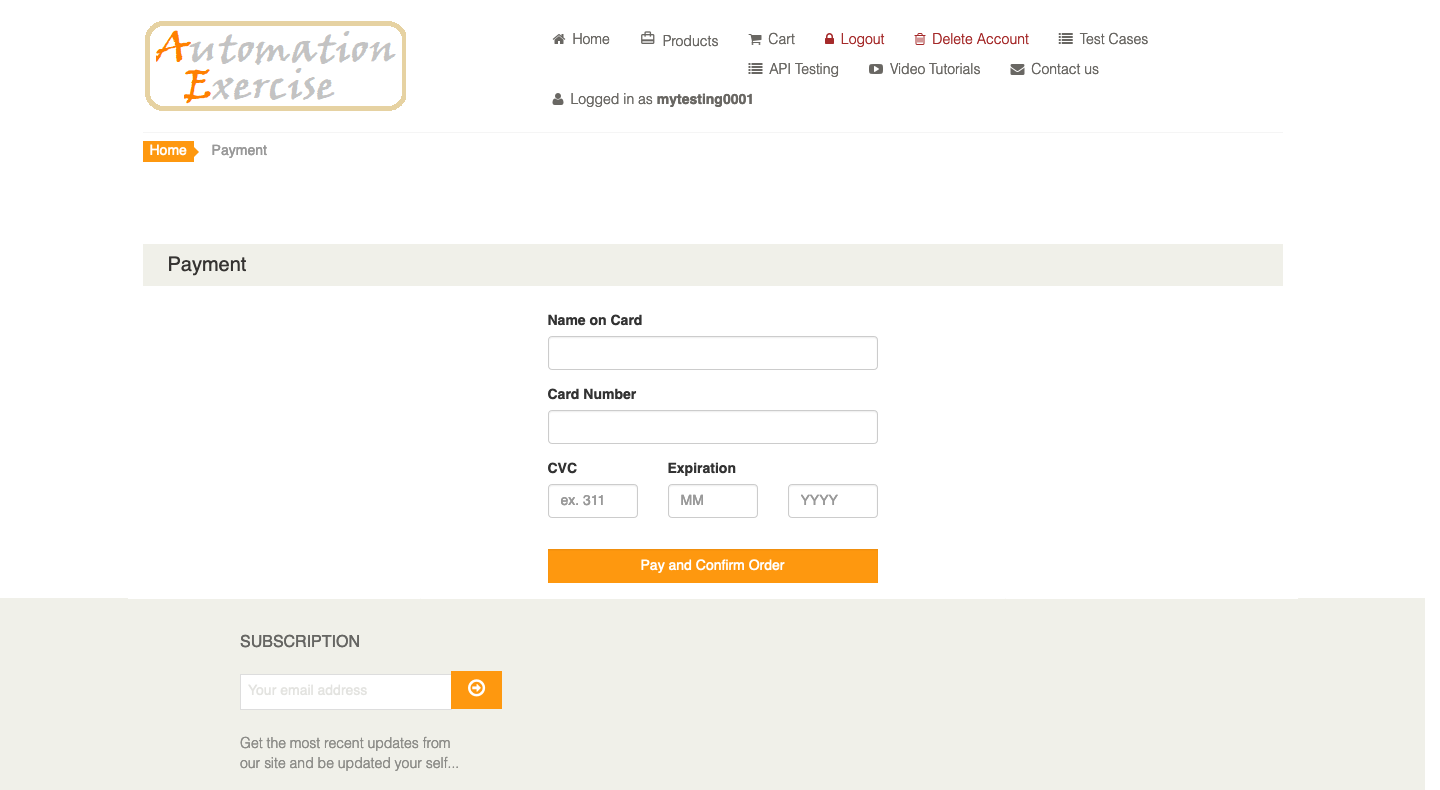 Automation
Exercise
Home Products Cart Logout Delete Account Test Cases
API Testing Video Tutorials Contact us
Logged in as mytesting0001
Home Payment
Payment
Name on Card
Card Number
CVC Expiration
ex. 311 MM YYYY
Pay and Confirm Order
SUBSCRIPTION
Your email address
Get the most recent updates from
our site and be updated your self...